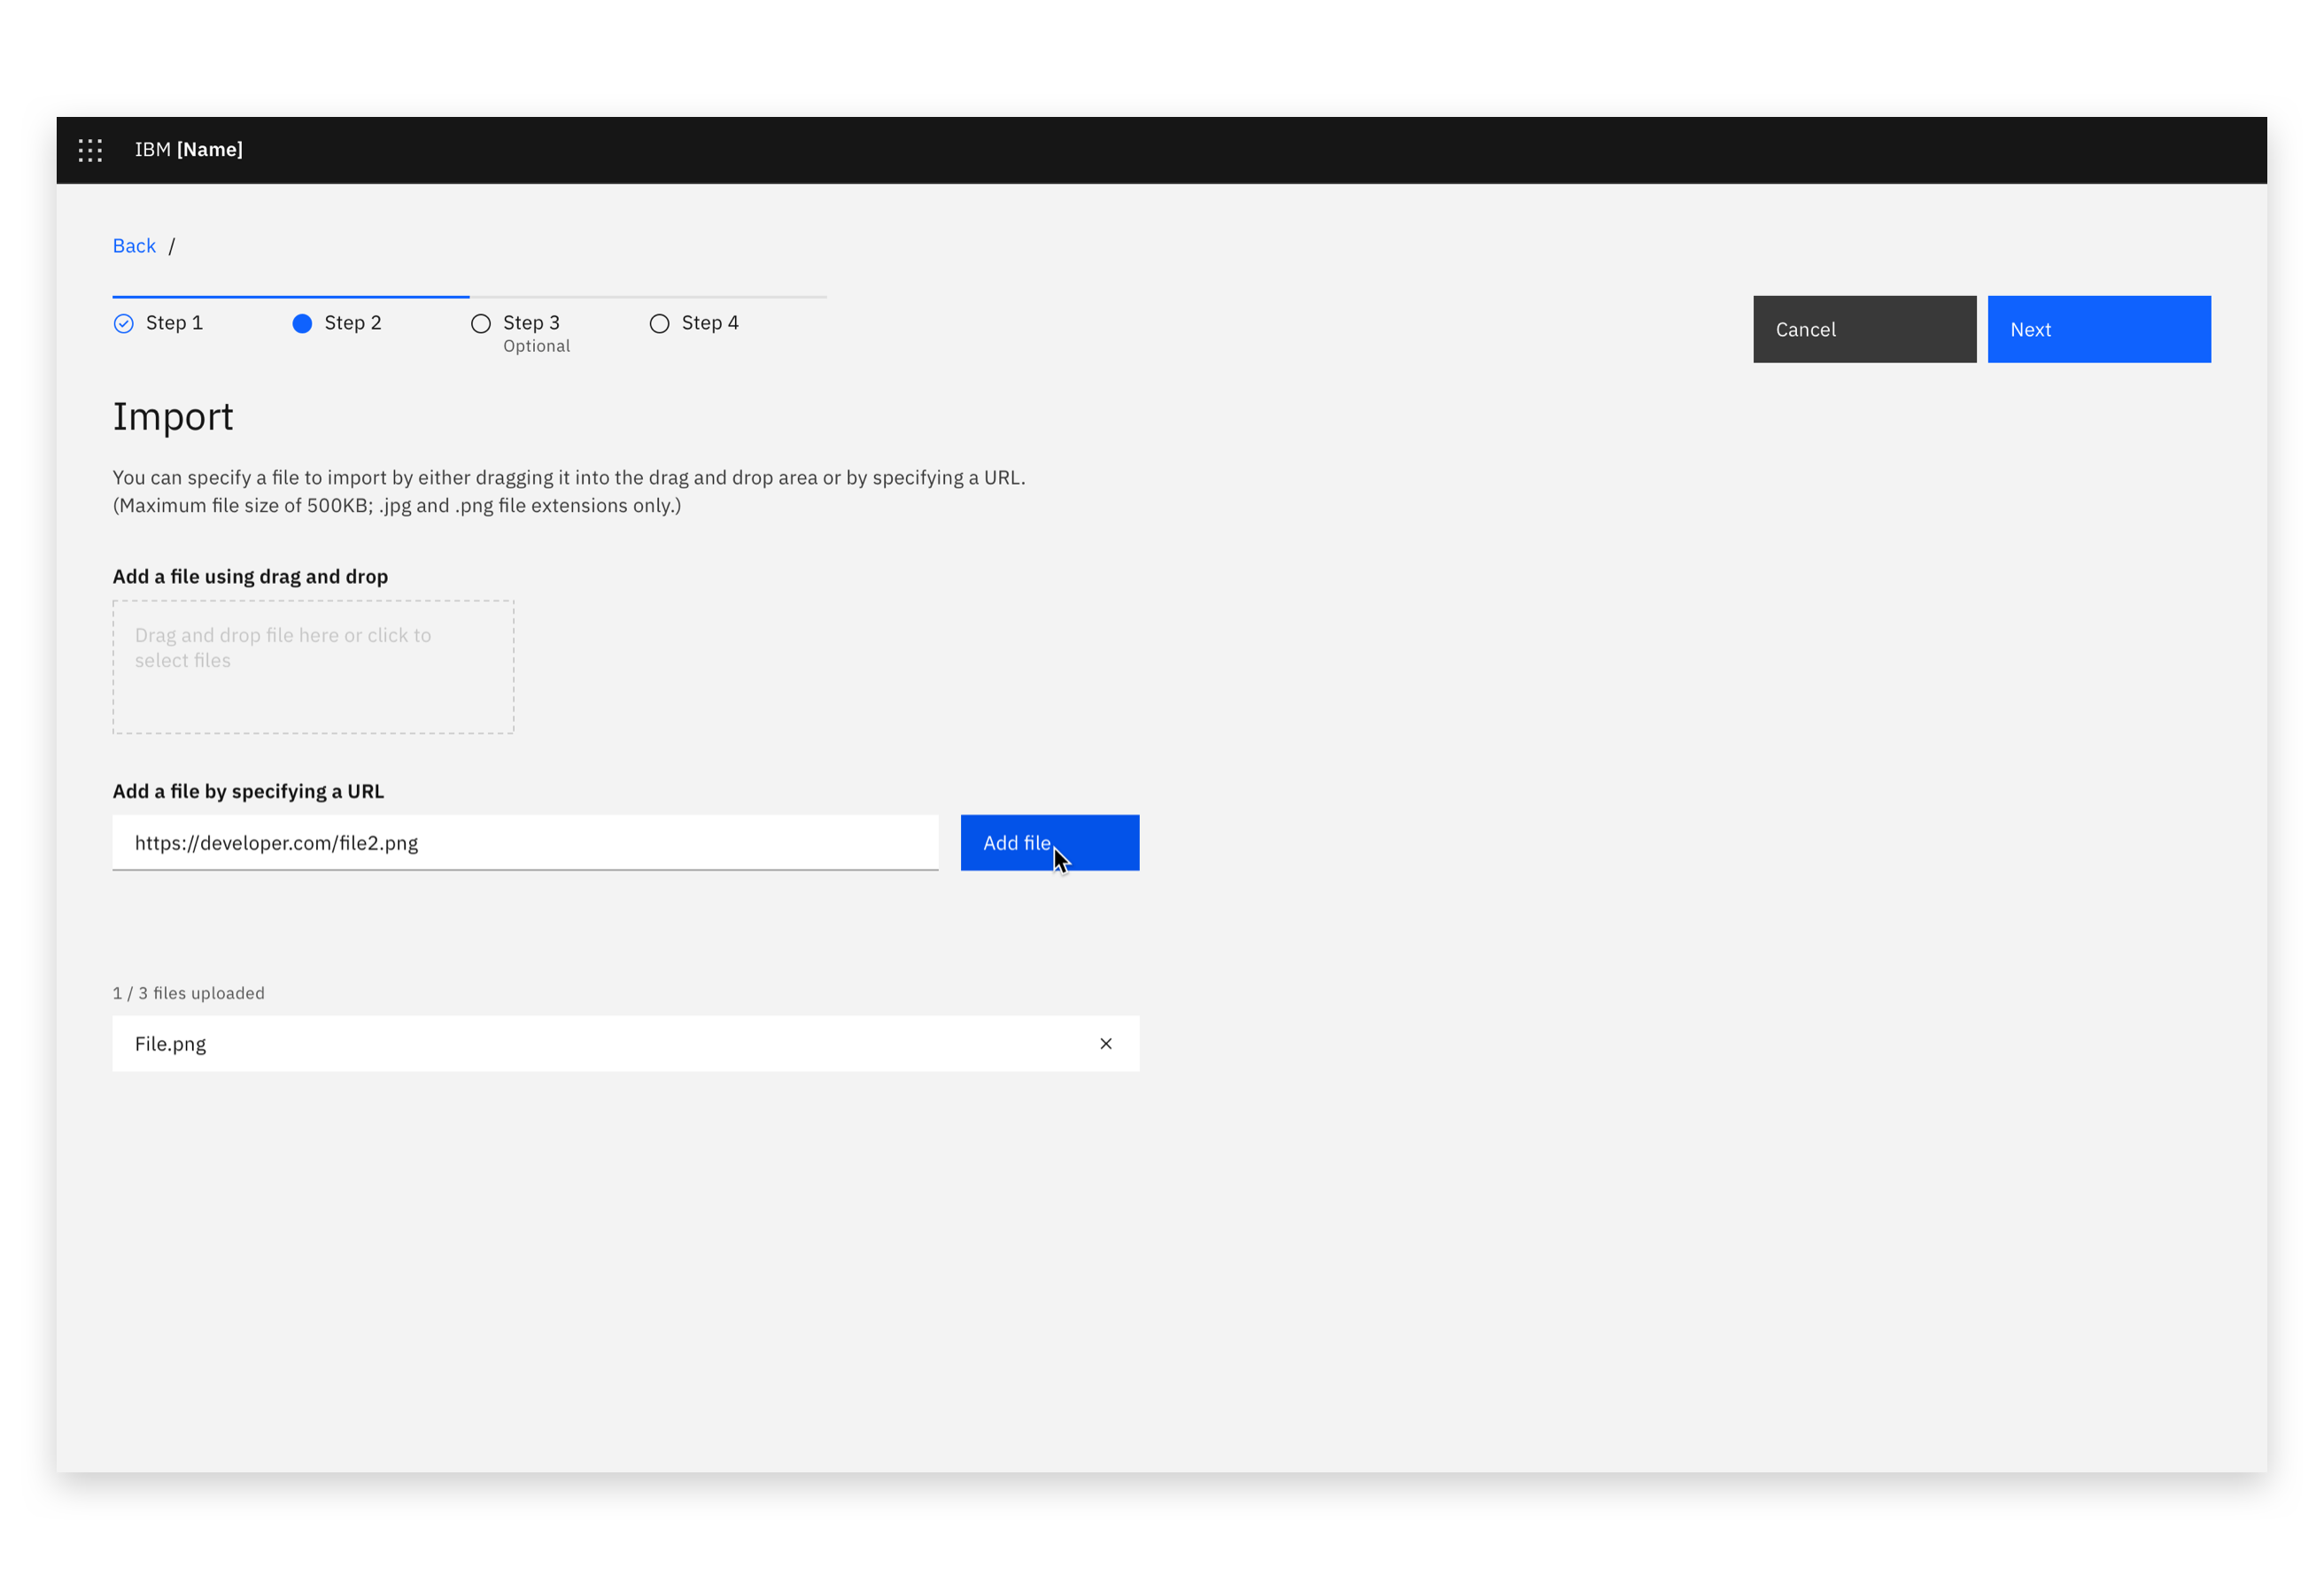 IBM [Name]
Back /
Step 1
Step 2
Step 3
Optional
Step 4
Cancel
Next
Import
You can specify a file to import by either dragging it into the drag and drop area or by specifying a URL.
(Maximum file size of 500KB; .jpg and .png file extensions only.)
Add a file using drag and drop
Drag and drop file here or click to
select files
Add a file by specifying a URL
https://developer.com/file2.png
Add file
1 / 3 files uploaded
File.png